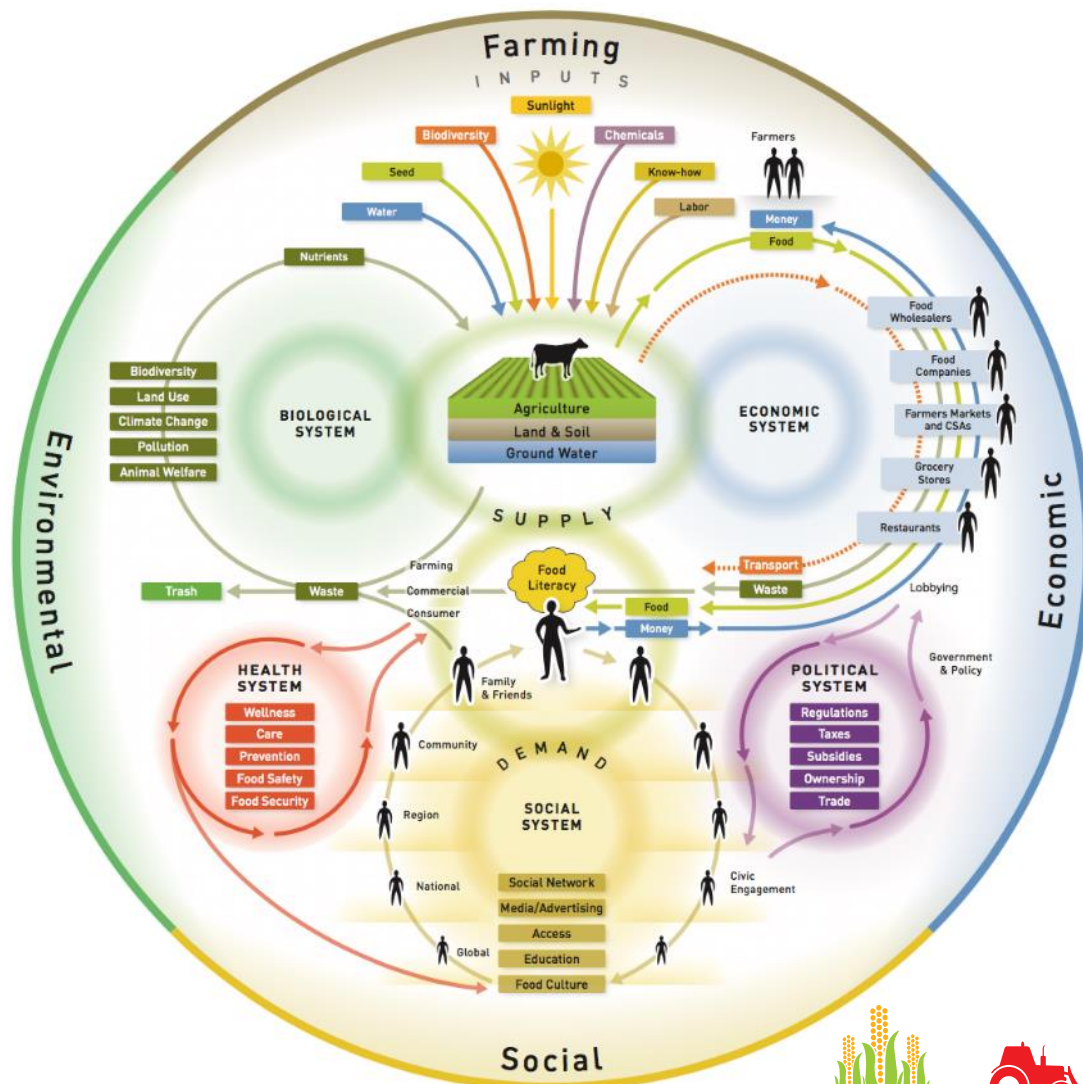 Farming
INPUTS
Sunlight
Biodiversity
Chemicals
Farmers
Seed
Know-how
Water
Labor
Money
Food
Nutrients
Food
Wholesalers
Food
Companies
Farmers Markets
and CSAs
Grocery
Stores
Restaurants
Biodiversity
Land Use
Climate Change
Pollution
Animal Welfare
BIOLOGICAL
SYSTEM
Agriculture
Land & Soil
Ground Water
ECONOMIC
SYSTEM
Environmental
Economic
SUPPLY
Farming
Commercial
Consumer
Trash
Waste
Food
Literacy
Transport
Waste
Food
Money
Lobbying
Government
& Policy
HEALTH
SYSTEM
Wellness
Care
Prevention
Food Safety
Food Security
Family
& Friends
Community
Region
National
Global
DEMAND
SOCIAL
SYSTEM
Social Network
Media/Advertising
Access
Education
Food Culture
POLITICAL
SYSTEM
Regulations
Taxes
Subsidies
Ownership
Trade
Civic
Engagement
Social